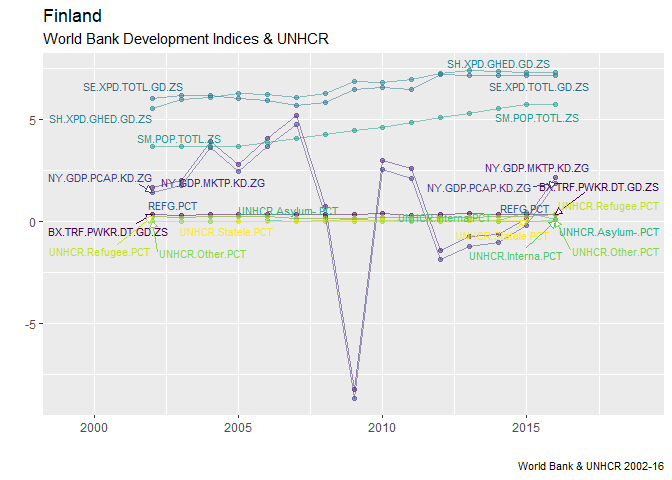 Finland
World Bank Development Indices & UNHCR
SH.XPD.GHED.GD.ZS
SE.XPD.TOTL.GD.ZS
SE.XPD.TOTL.GD.ZS
SH.XPD.GHED.GD.ZS
SM.POP.TOTL.ZS
5
SM.POP.TOTL.ZS
NY.GDP.MKTP.KD.ZG
NY.GDP.PCAP.KD.ZG
NY.GDP.MKTP.KD.ZG
NY.GDP.PCAP.KD.ZG
BX.TRF.PWKR.DT.GD.ZS
REFG.PCT
UNHCR.Asylum-.PCT
REFG.PCT
UNHCR.Refugee.PCT
0
UNHCR.Interna.PCT
BX.TRF.PWKR.DT.GD.ZS
UNHCR.Statele.PCT
UNHCR.Statele.PCT
UNHCR.Asylum-.PCT
UNHCR.Refugee.PCT
UNHCR.Other.PCT
UNHCR.Interna.PCT
UNHCR.Other.PCT
-5
2000
2005
2010
2015
World Bank & UNHCR 2002-16